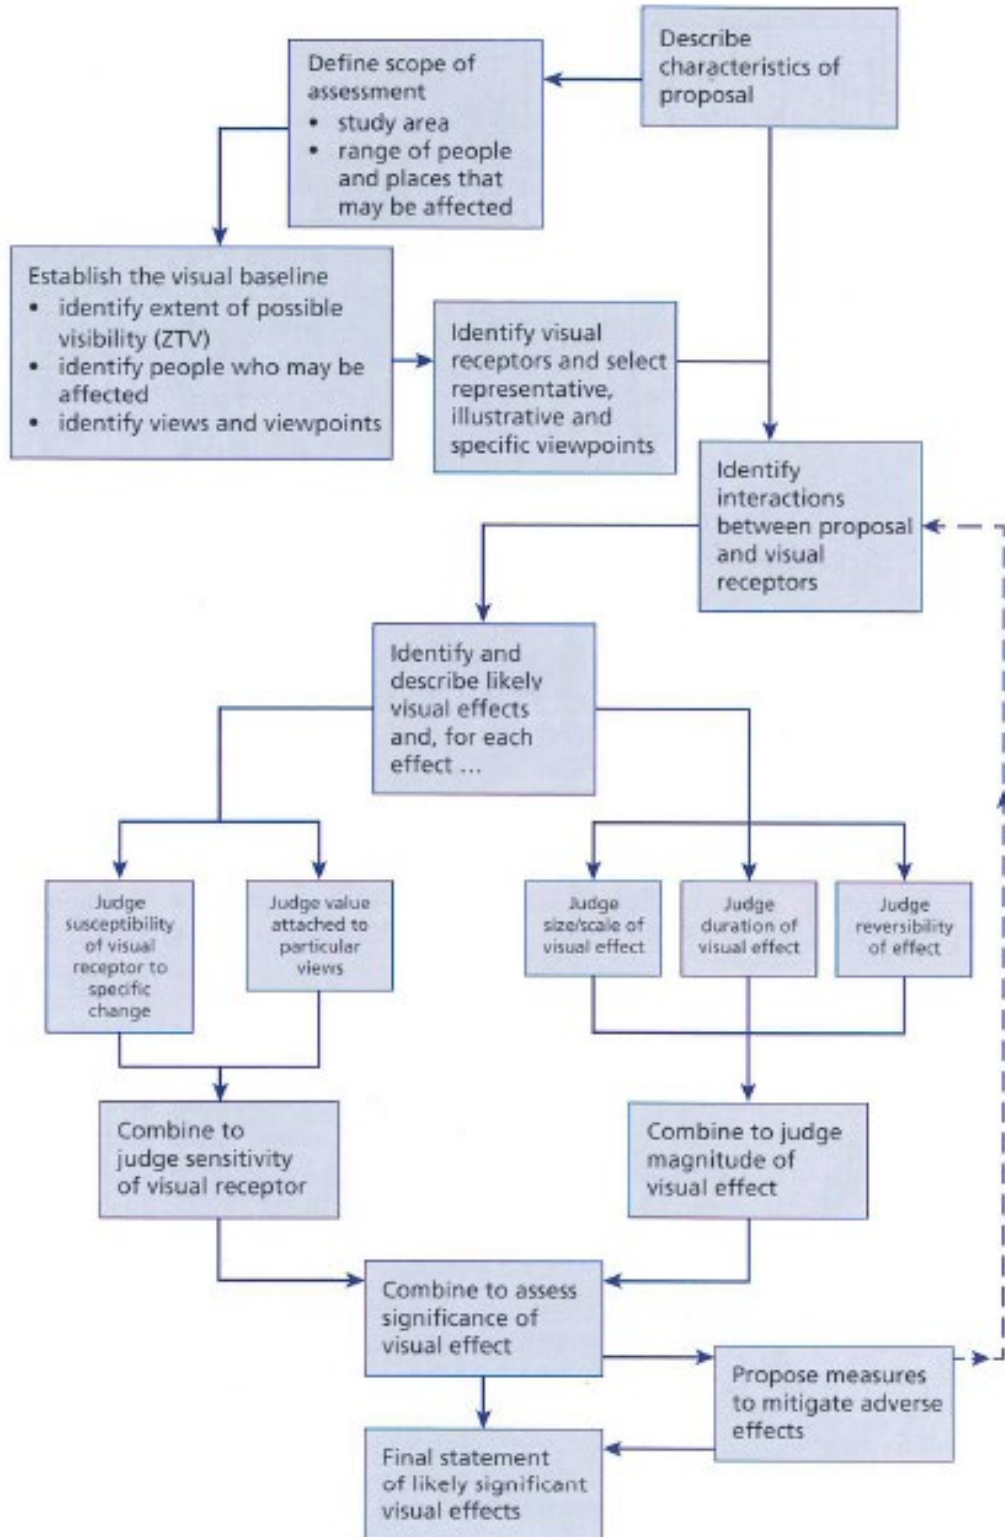 Describe
characteristics of
proposal
Define scope of
assessment
• study area
• range of people
and places that
may be affected
Establish the visual baseline
• identify extent of possible
visibility (ZTV)
• identify people who may be
affected
• identify views and viewpoints
Identify visual
receptors and select
representative,
illustrative and
specific viewpoints
Identify
interactions
between proposal
and visual
receptors
Identify and
describe likely
visual effects
and, for each
effect ...
Judge
susceptibility
of visual
receptor to
specific
change
Judge value
attached to
particular
views
Judge
size/scale of
visual effect
Judge
duration of
visual effect
Judge
reversibility
of effect
Combine to
judge sensitivity
of visual receptor
Combine to judge
magnitude of
visual effect
Combine to assess
significance of
visual effect
Propose measures
to mitigate adverse
effects
Final statement
of likely significant
visual effects